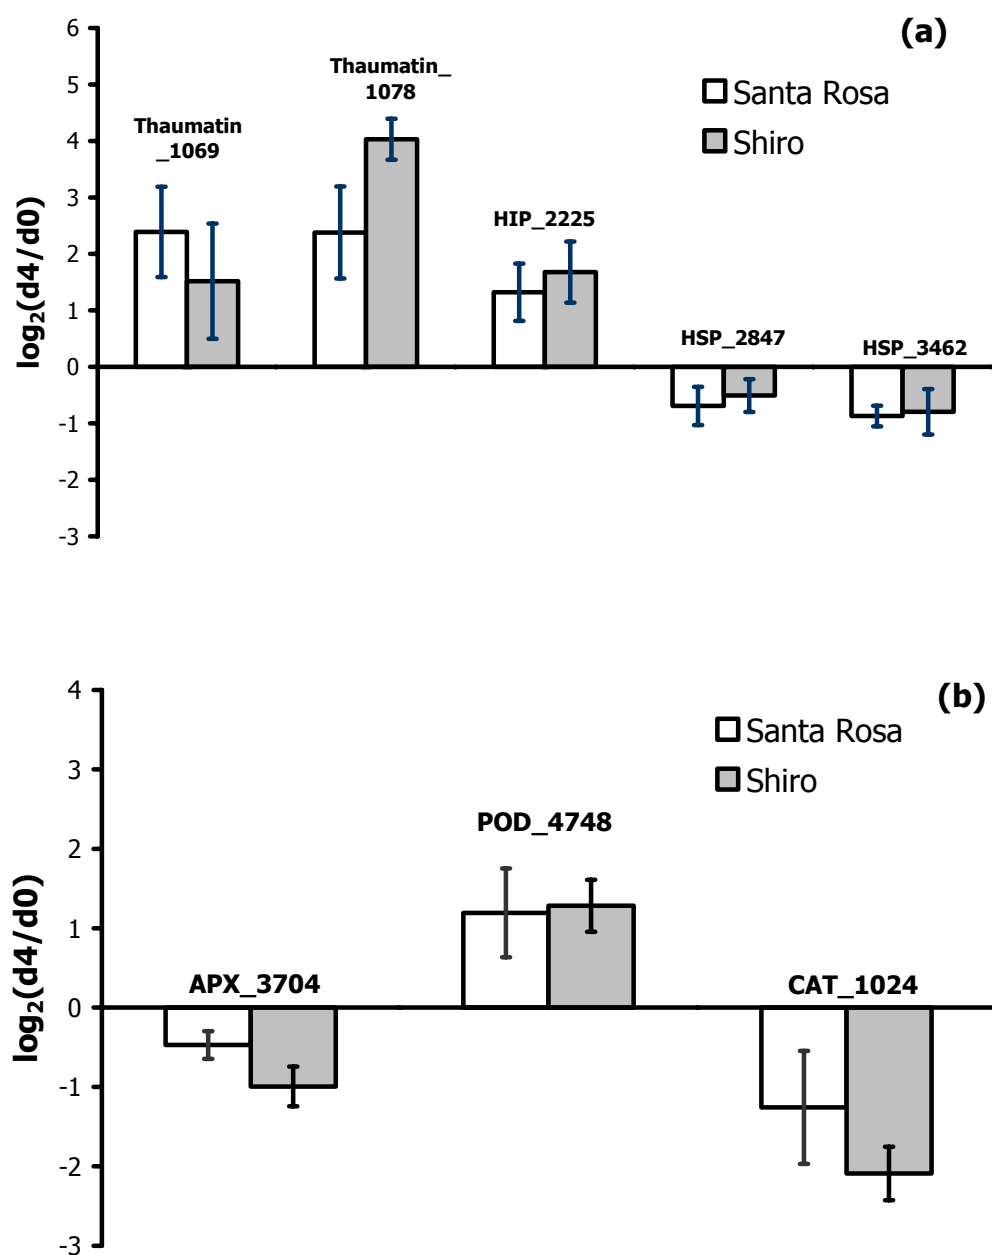 (a)
6
5
4
3
2
1
0
-1
-2
-3
log₂(d4/d0)
Thaumatin
_1069
Thaumatin_
1078
HIP_2225
HSP_2847
HSP_3462
Santa Rosa
Shiro
(b)
4
3
2
1
0
-1
-2
-3
log₂(d4/d0)
APX_3704
POD_4748
CAT_1024
Santa Rosa
Shiro